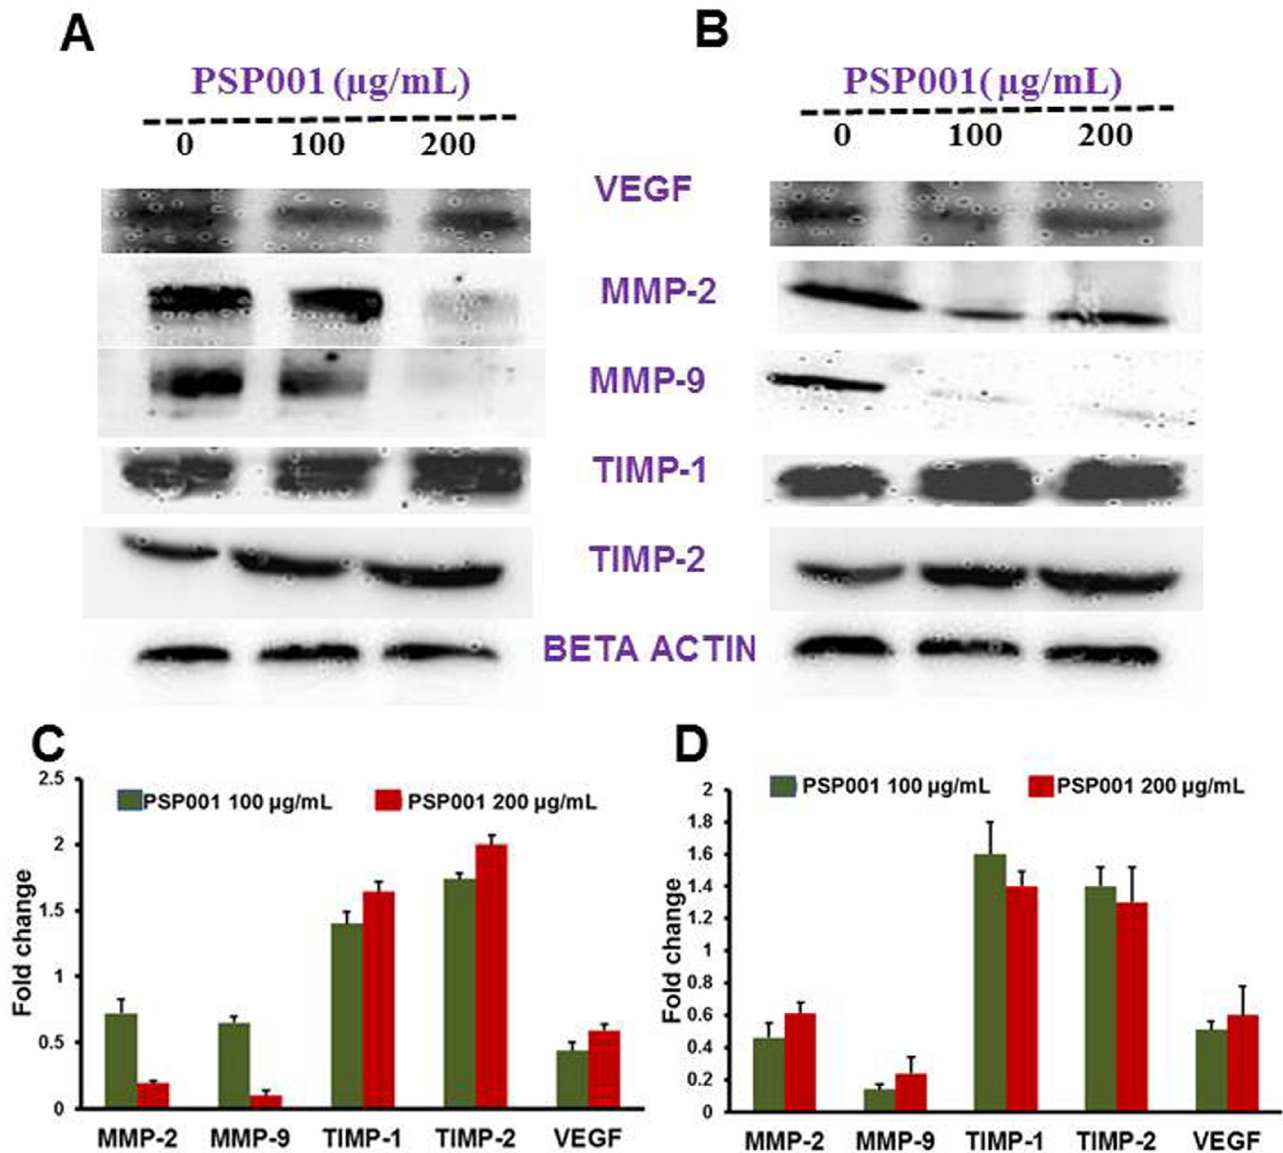 A
B
PSP001 (µg/mL)
PSP001( µg/mL)
0 100 200
0 100 200
VEGF
MMP-2
MMP-9
TIMP-1
TIMP-2
BETA ACTIN
C
D
PSP001 100 µg/mL
PSP001 200 µg/mL
2.5
2
1.5
1
0.5
0
Fold change
MMP-2 MMP-9 TIMP-1 TIMP-2 VEGF
PSP001 100 µg/mL
PSP001 200 µg/mL
2
1.8
1.6
1.4
1.2
1
0.8
0.6
0.4
0.2
0
Fold change
MMP-2 MMP-9 TIMP-1 TIMP-2 VEGF